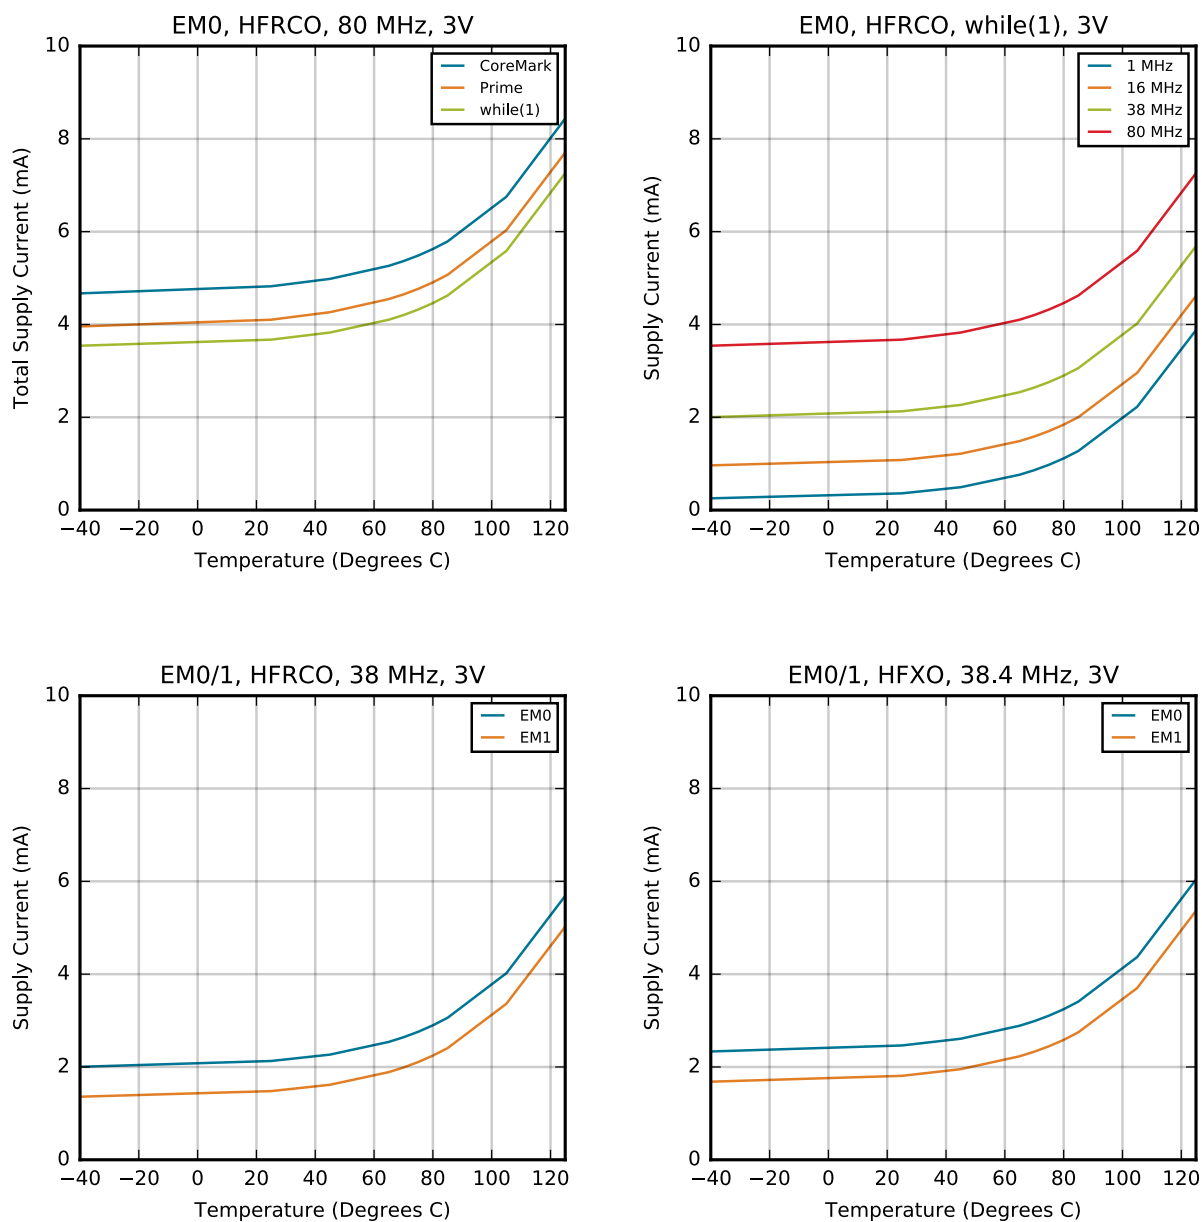 EM0, HFRCO, 80 MHz, 3V
Total Supply Current (mA)
10
8
6
4
2
0
CoreMark
Prime
while(1)
−40 −20 0 20 40 60 80 100 120
Temperature (Degrees C)
EM0, HFRCO, while(1), 3V
Supply Current (mA)
10
8
6
4
2
0
1 MHz
16 MHz
38 MHz
80 MHz
−40 −20 0 20 40 60 80 100 120
Temperature (Degrees C)
EM0/1, HFRCO, 38 MHz, 3V
Supply Current (mA)
10
8
6
4
2
0
EM0
EM1
−40 −20 0 20 40 60 80 100 120
Temperature (Degrees C)
EM0/1, HFXO, 38.4 MHz, 3V
Supply Current (mA)
10
8
6
4
2
0
EM0
EM1
−40 −20 0 20 40 60 80 100 120
Temperature (Degrees C)